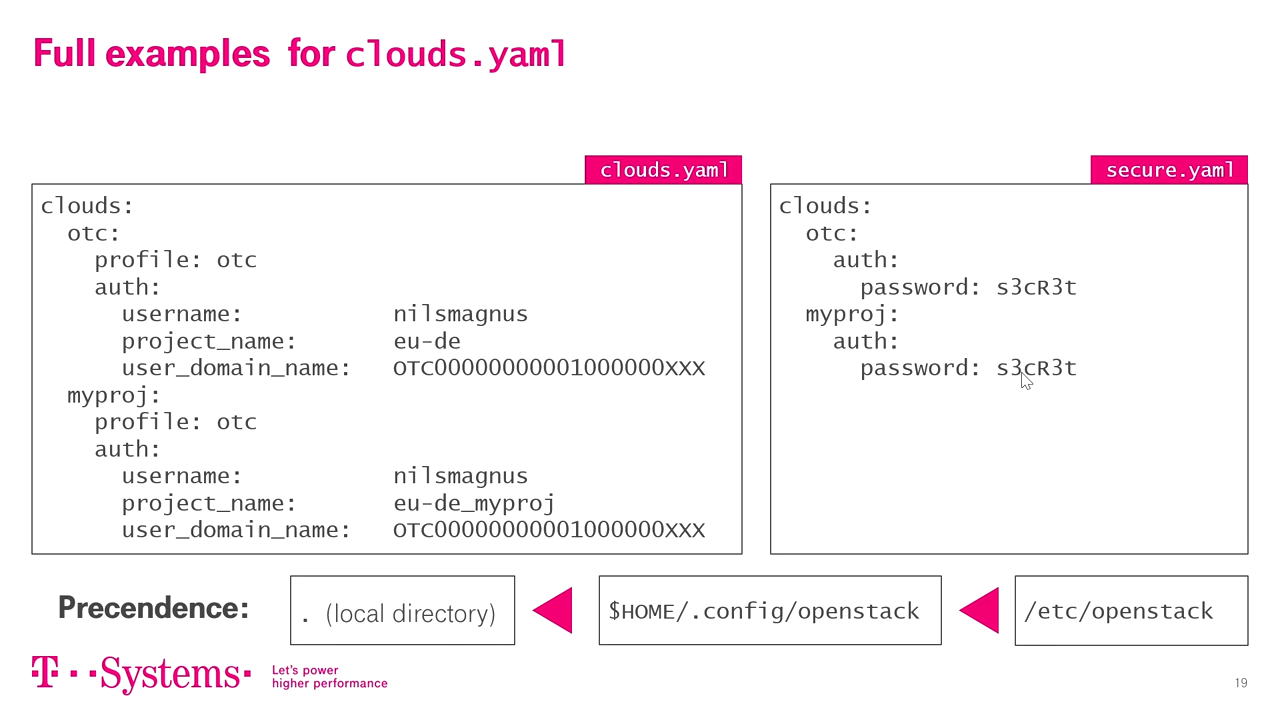 Full examples for clouds.yaml
clouds.yaml
clouds:
  otc:
    profile: otc
    auth:
      username: nilsmagnus
      project_name: eu-de
      user_domain_name: OTC00000000001000000XXX
  myproj:
    profile: otc
    auth:
      username: nilsmagnus
      project_name: eu-de_myproj
      user_domain_name: OTC00000000001000000XXX
secure.yaml
clouds:
  otc:
    auth:
      password: s3cR3t
  myproj:
    auth:
      password: s3cR3t
Precendence:
. (local directory)
$HOME/.config/openstack
/etc/openstack
T··Systems·
Let's power
higher performance
19